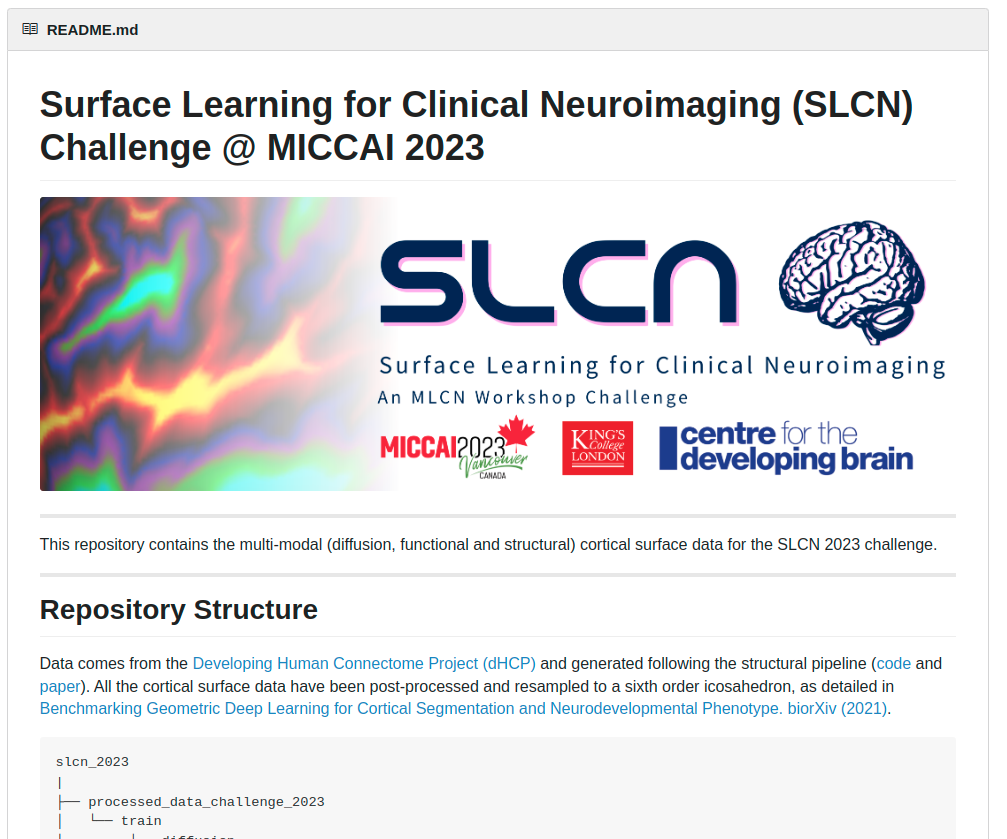 README.md
Surface Learning for Clinical Neuroimaging (SLCN)
Challenge @ MICCAI 2023
SLCN
Surface Learning for Clinical Neuroimaging
An MLCN Workshop Challenge
MICCAI2023
Vancouver
CANADA
KING'S
College
LONDON
centre for the
developing brain
This repository contains the multi-modal (diffusion, functional and structural) cortical surface data for the SLCN 2023 challenge.
Repository Structure
Data comes from the Developing Human Connectome Project (dHCP) and generated following the structural pipeline (code and
paper). All the cortical surface data have been post-processed and resampled to a sixth order icosahedron, as detailed in
Benchmarking Geometric Deep Learning for Cortical Segmentation and Neurodevelopmental Phenotype. biorXiv (2021).
slcn_2023
|
├── processed_data_challenge_2023
│   └── train
diffusion